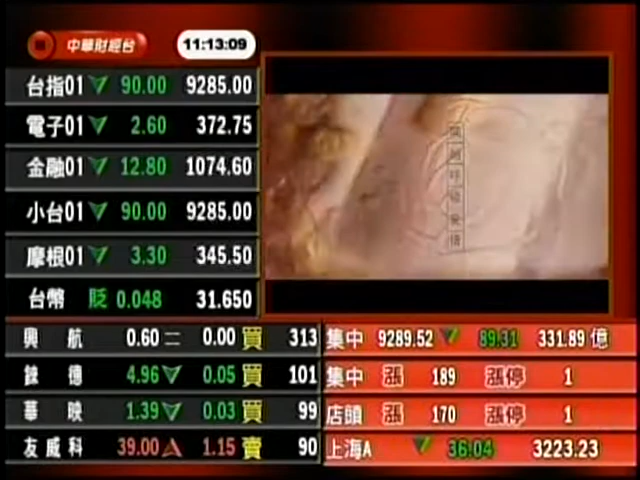 中華財經台 11:13:09
台指01 90.00 9285.00
電子01 2.60 372.75
金融01 12.80 1074.60
小台01 90.00 9285.00
摩根01 3.30 345.50
台幣 貶 0.048 31.650
興航 0.60 0.00 買 313
錸德 4.96 0.05 買 101
華映 1.39 0.03 買 99
友威科 39.00 1.15 賣 90
集中 9289.52 89.31 331.89 億
集中 漲 189 漲停 1
店頭 漲 170 漲停 1
上海A 36.04 3223.23